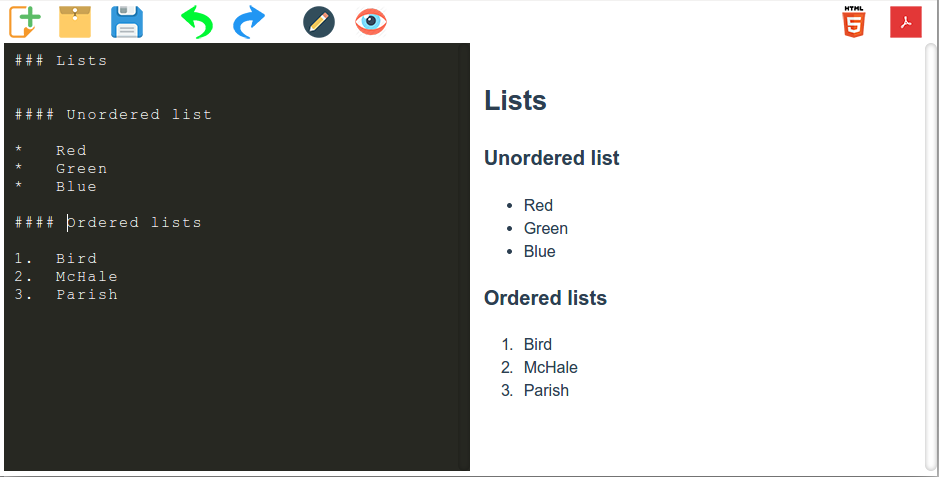 HTML
5
### Lists
#### Unordered list
*   Red
*   Green
*   Blue
#### Ordered lists
1.  Bird
2.  McHale
3.  Parish
Lists
Unordered list
• Red
• Green
• Blue
Ordered lists
1. Bird
2. McHale
3. Parish